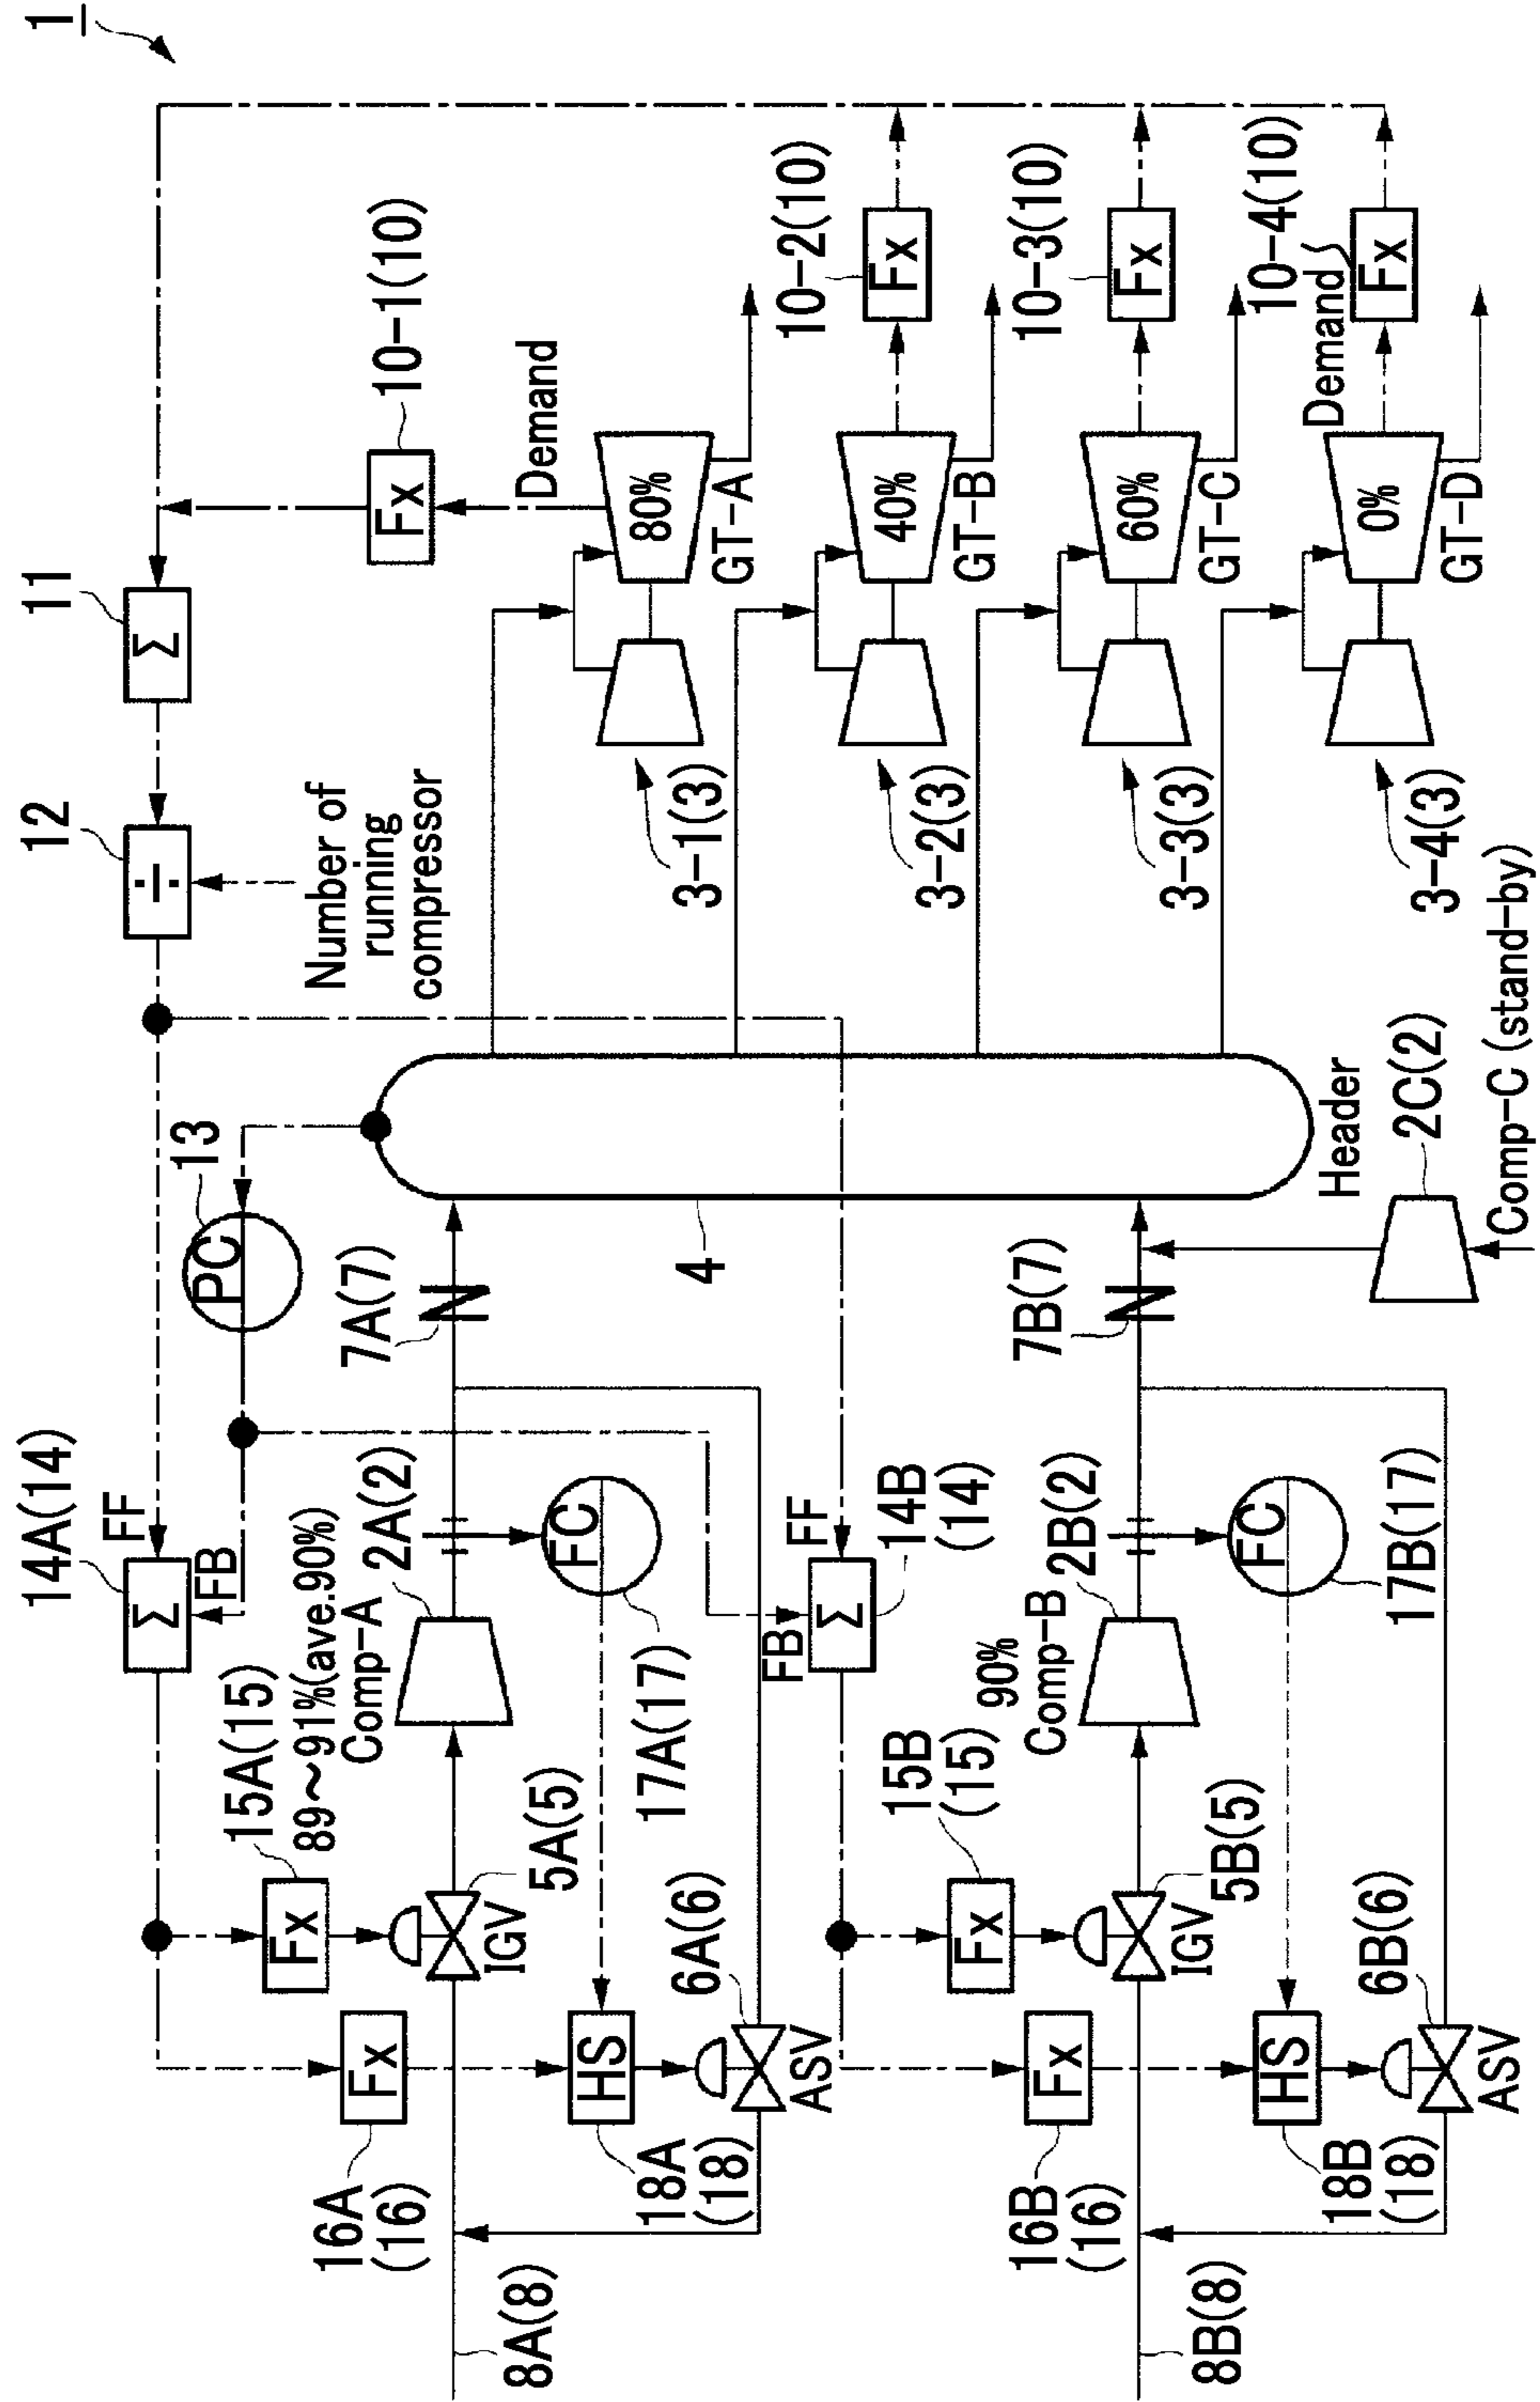 1
11
12
13
14A(14)
FF
FB
Σ
Σ
÷
Number of
running
compressor
PC
10-1(10)
Fx
Demand
10-2(10)
Fx
10-3(10)
Fx
10-4(10)
Fx
Demand
80%
GT-A
40%
GT-B
60%
GT-C
0%
GT-D
3-1(3)
3-2(3)
3-3(3)
3-4(3)
15A(15)
Fx
89~91%(ave.90%)
Comp-A
2A(2)
7A(7)
N
4
Header
FC
17A(17)
5A(5)
IGV
16A
(16)
Fx
HS
18A
(18)
6A(6)
ASV
8A(8)
FF
FB
Σ
14B
(14)
15B
(15)
Fx
90%
Comp-B
2B(2)
7B(7)
N
2C(2)
Comp-C (stand-by)
FC
17B(17)
5B(5)
IGV
16B
(16)
Fx
HS
18B
(18)
6B(6)
ASV
8B(8)